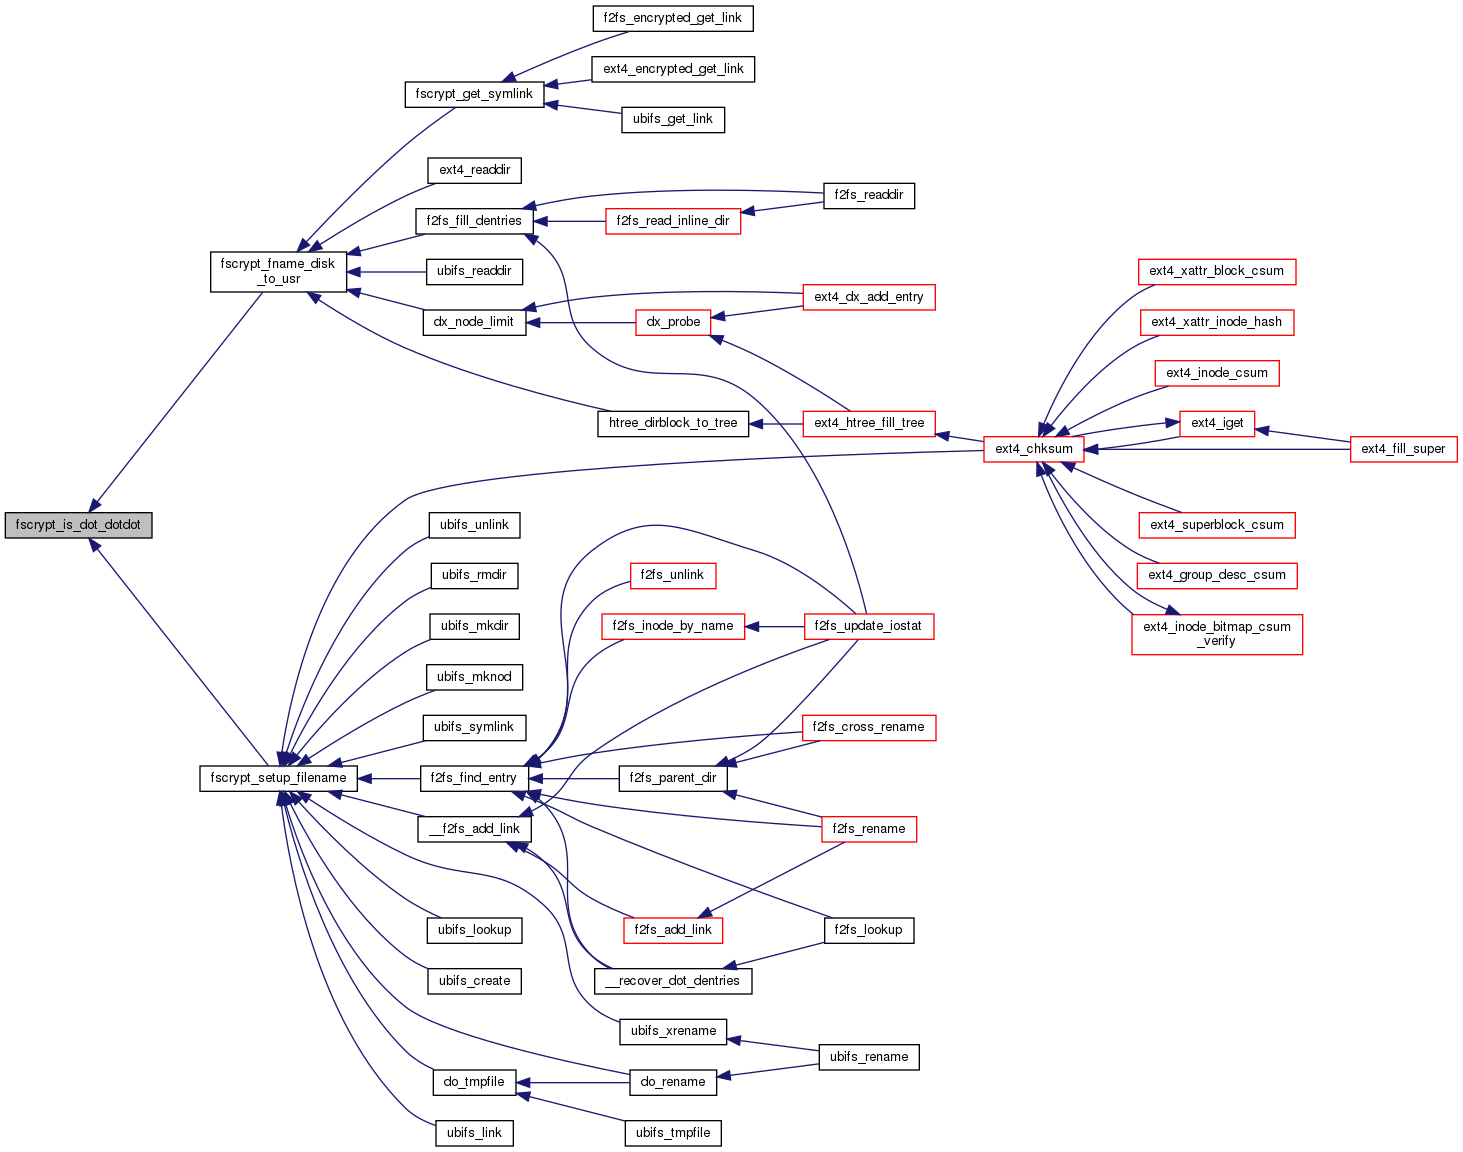 f2fs_encrypted_get_link
ext4_encrypted_get_link
fscrypt_get_symlink
ubifs_get_link
ext4_readdir
f2fs_readdir
f2fs_fill_dentries
f2fs_read_inline_dir
fscrypt_fname_disk
_to_usr
ubifs_readdir
ext4_xattr_block_csum
ext4_dx_add_entry
dx_node_limit
dx_probe
ext4_xattr_inode_hash
ext4_inode_csum
htree_dirblock_to_tree
ext4_htree_fill_tree
ext4_iget
ext4_chksum
ext4_fill_super
fscrypt_is_dot_dotdot
ubifs_unlink
ext4_superblock_csum
ubifs_rmdir
f2fs_unlink
ext4_group_desc_csum
ubifs_mkdir
f2fs_inode_by_name
f2fs_update_iostat
ext4_inode_bitmap_csum
_verify
ubifs_mknod
ubifs_symlink
f2fs_cross_rename
fscrypt_setup_filename
f2fs_find_entry
f2fs_parent_dir
__f2fs_add_link
f2fs_rename
ubifs_lookup
f2fs_add_link
f2fs_lookup
ubifs_create
__recover_dot_dentries
ubifs_xrename
ubifs_rename
do_tmpfile
do_rename
ubifs_link
ubifs_tmpfile